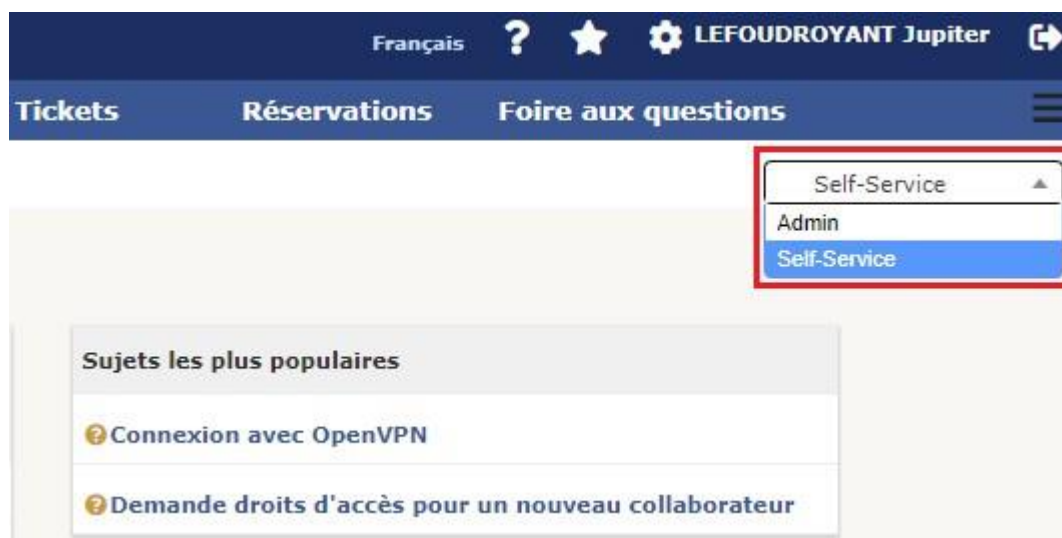 Français ? LEFOUDROYANT Jupiter
Tickets Réservations Foire aux questions
Self-Service
Admin
Self-Service
Sujets les plus populaires
Connexion avec OpenVPN
Demande droits d'accès pour un nouveau collaborateur